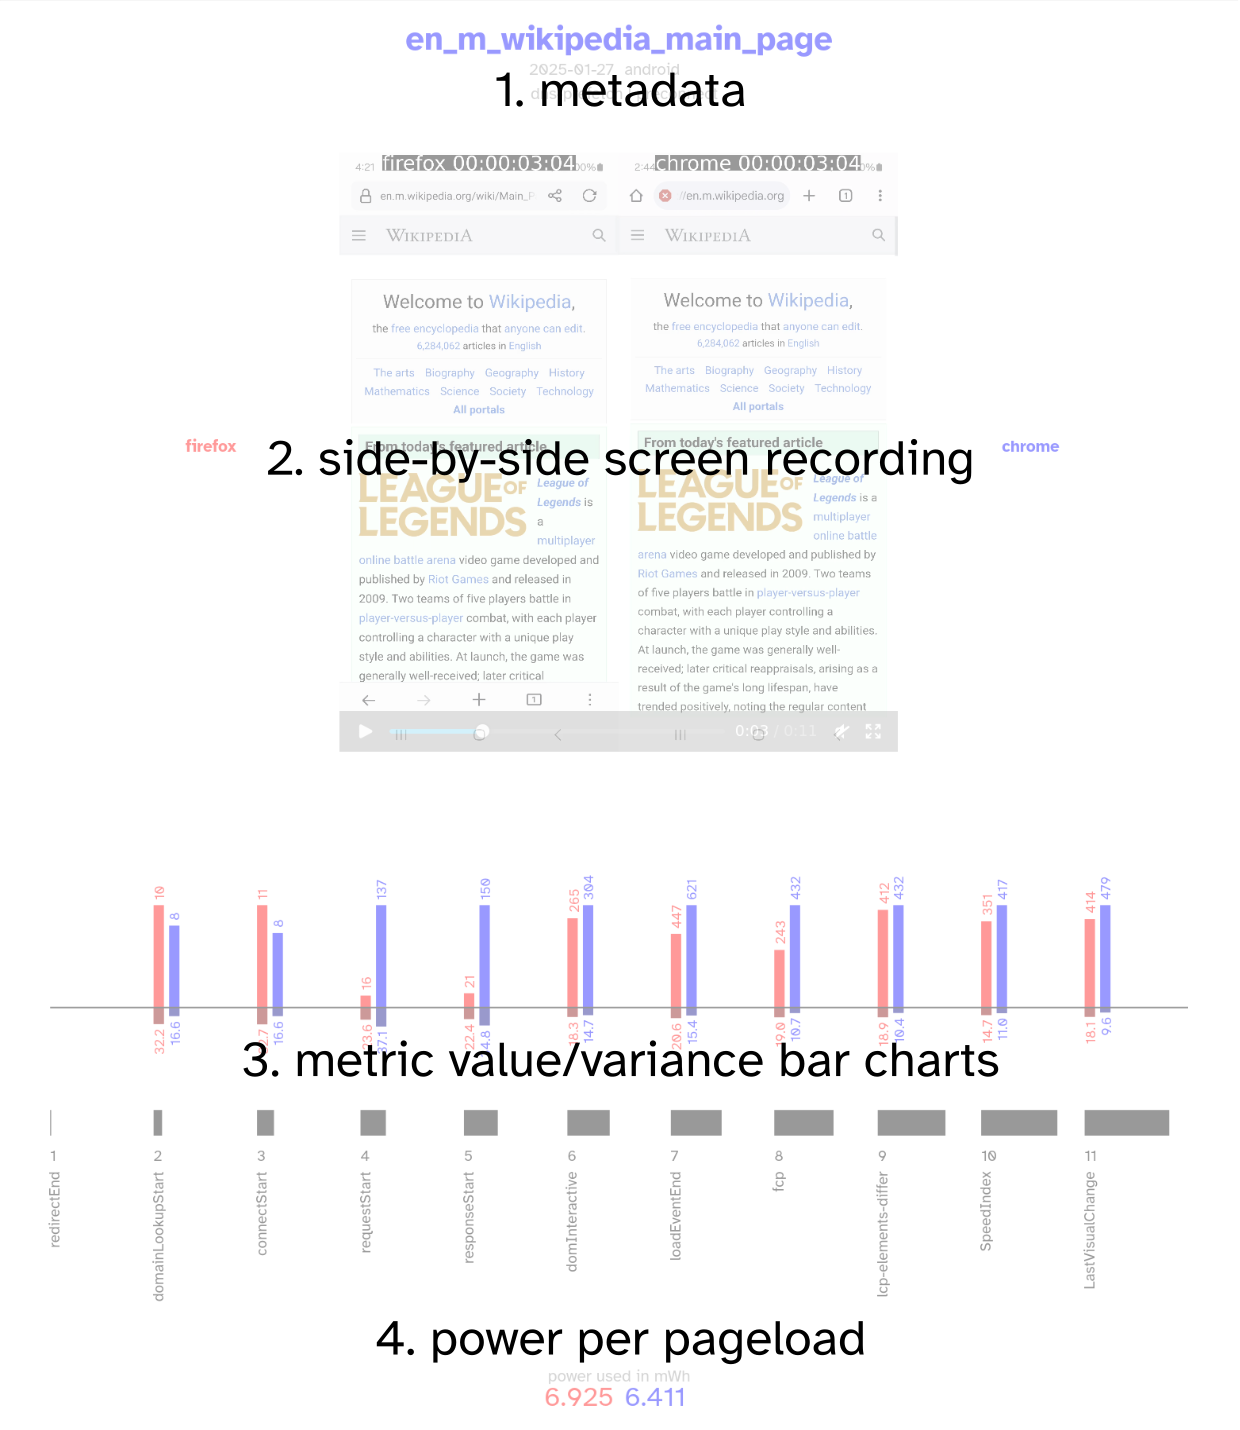 en_m_wikipedia_main_page
2025-01-27 android
1. metadata
4:21 firefox 00:00:03:04 00%
2:44 chrome 00:00:03:04 0%
en.m.wikipedia.org/wiki/Main_P
//en.m.wikipedia.org
1
WIKIPEDIA
WIKIPEDIA
Welcome to Wikipedia,
the free encyclopedia that anyone can edit.
6,284,062 articles in English
The arts Biography Geography History
Mathematics Science Society Technology
All portals
From today's featured article
LEAGUE OF
LEGENDS
League of
Legends is
a
multiplayer
online battle arena video game developed and
published by Riot Games and released in
2009. Two teams of five players battle in
player-versus-player combat, with each player
controlling a character with a unique play
style and abilities. At launch, the game was
generally well-received; later critical
1
Welcome to Wikipedia,
the free encyclopedia that anyone can edit.
6,284,062 articles in English
The arts Biography Geography History
Mathematics Science Society Technology
All portals
From today's featured article
LEAGUE OF
LEGENDS
League of
Legends is a
multiplayer
online battle
arena video game developed and published by
Riot Games and released in 2009. Two teams
of five players battle in player-versus-player
combat, with each player controlling a
character with a unique play style and abilities.
At launch, the game was generally well-
received; later critical reappraisals, arising as a
result of the game's long lifespan, have
trended positively, noting the regular content
firefox
2. side-by-side screen recording
chrome
0:03 / 0:11
10 8 11 8 16 137 21 150 265 304 447 621 243 432 412 432 351 417 414 479
32.2 16.6 16.6 22.4 14.7 20.6 15.4 19.0 10.7 18.9 10.4 14.7 11.0 18.1 9.6
3. metric value/variance bar charts
1 2 3 4 5 6 7 8 9 10 11
redirectEnd
domainLookupStart
connectStart
requestStart
responseStart
domInteractive
loadEventEnd
fcp
lcp-elements-differ
SpeedIndex
LastVisualChange
4. power per pageload
power used in mWh
6.925 6.411